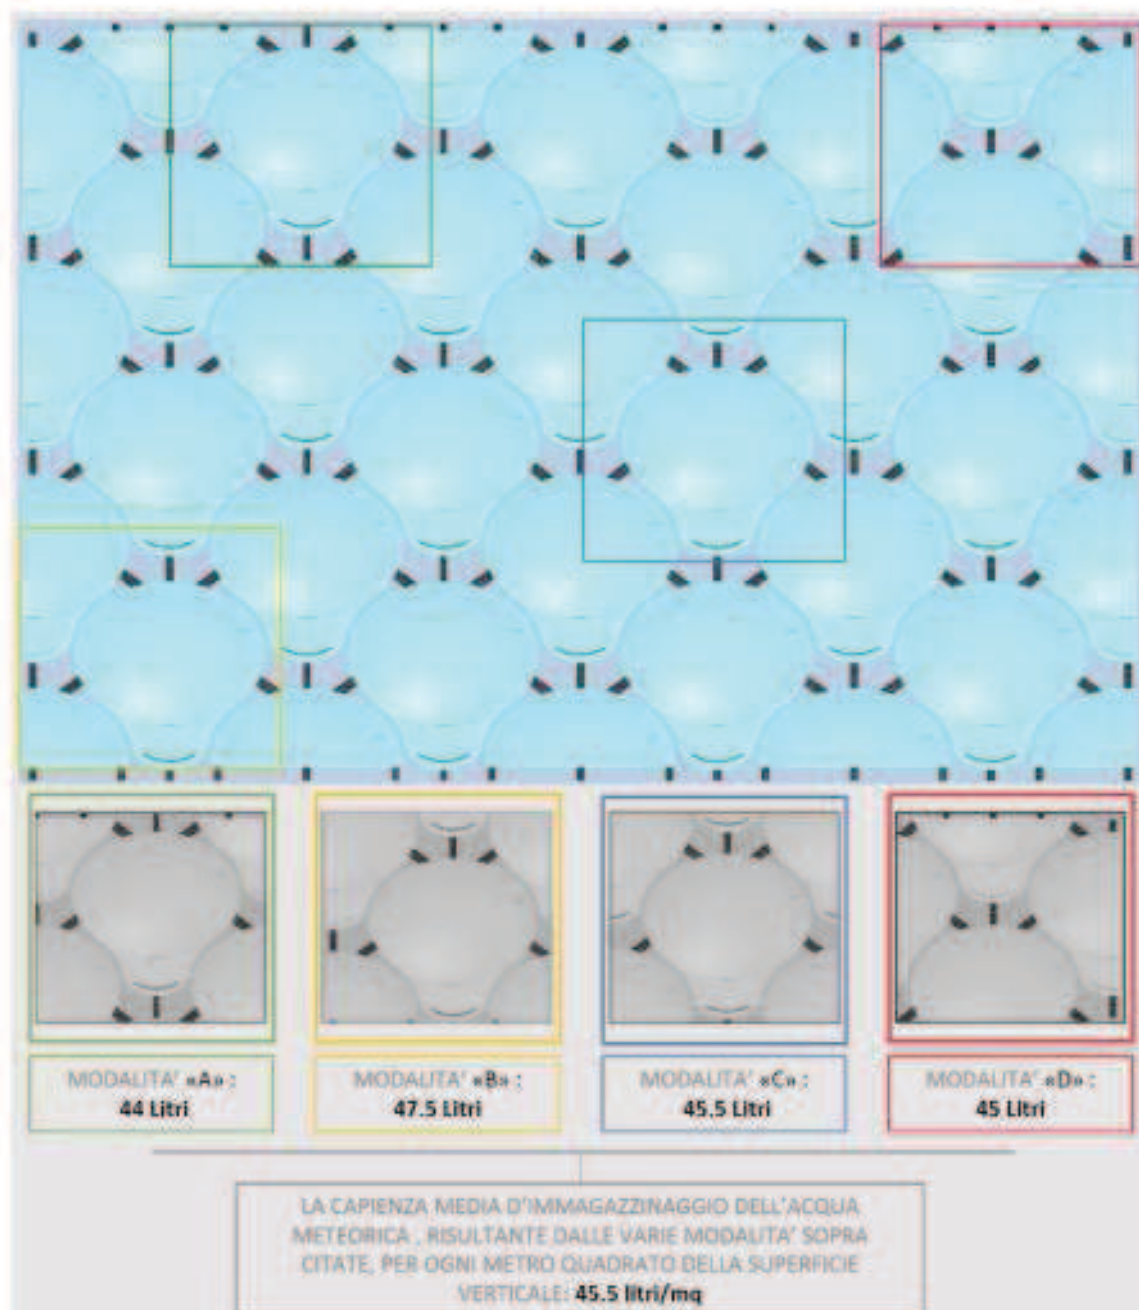 MODALITA' «A» :
44 Litri
MODALITA' «B» :
47.5 Litri
MODALITA' «C» :
45.5 Litri
MODALITA' «D» :
45 Litri
LA CAPIENZA MEDIA D'IMMAGAZZINAGGIO DELL'ACQUA
METEORICA , RISULTANTE DALLE VARIE MODALITA' SOPRA
CITATE, PER OGNI METRO QUADRATO DELLA SUPERFICIE
VERTICALE: 45.5 litri/mq